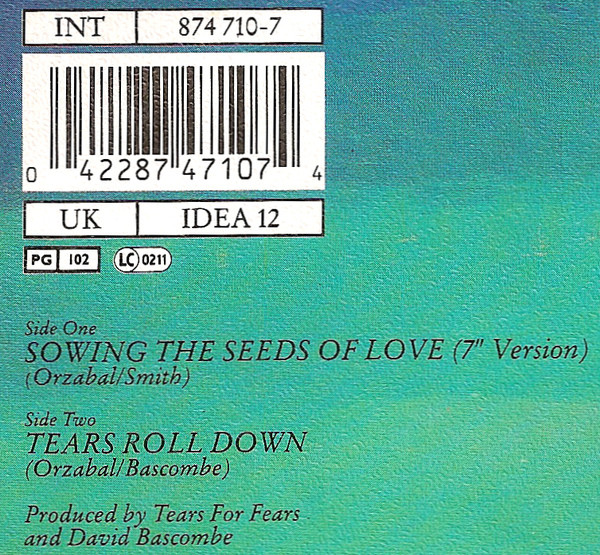 INT 874 710-7
0 42287 47107 4
UK IDEA 12
PG 102 LC 0211
Side One
SOWING THE SEEDS OF LOVE (7" Version)
(Orzabal/Smith)
Side Two
TEARS ROLL DOWN
(Orzabal/Bascombe)
Produced by Tears For Fears
and David Bascombe